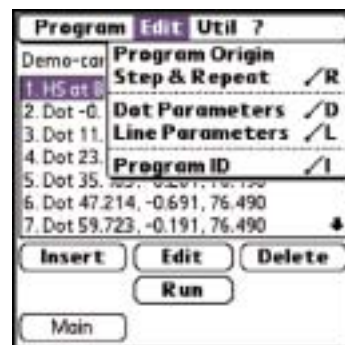 Program Edit Util ?
Demo-car
Program Origin
Step & Repeat /R
1. HS at 8
2. Dot -0.
Dot Parameters /D
3. Dot 11.
Line Parameters /L
4. Dot 23.
Program ID /I
5. Dot 35.
6. Dot 47.214, -0.691, 76.490
7. Dot 59.723, -0.191, 76.490
Insert Edit Delete
Run
Main